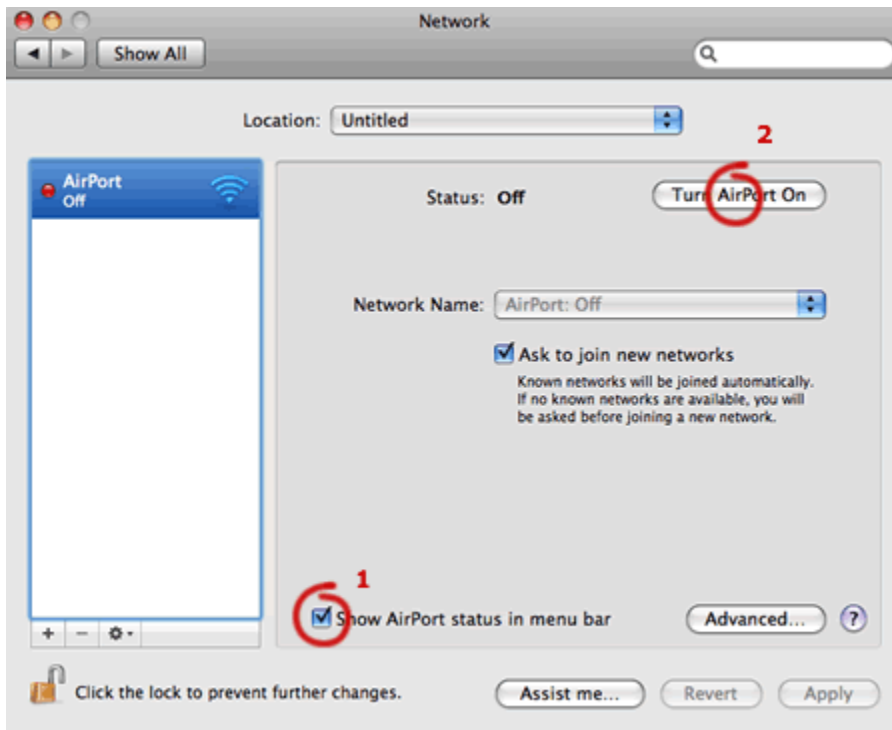 Network
Show All
Location: Untitled
2
AirPort
Off
Status: Off
Turn AirPort On
Network Name: AirPort: Off
Ask to join new networks
Known networks will be joined automatically.
If no known networks are available, you will
be asked before joining a new network.
1
Show AirPort status in menu bar
Advanced...
?
Click the lock to prevent further changes.
Assist me...
Revert
Apply